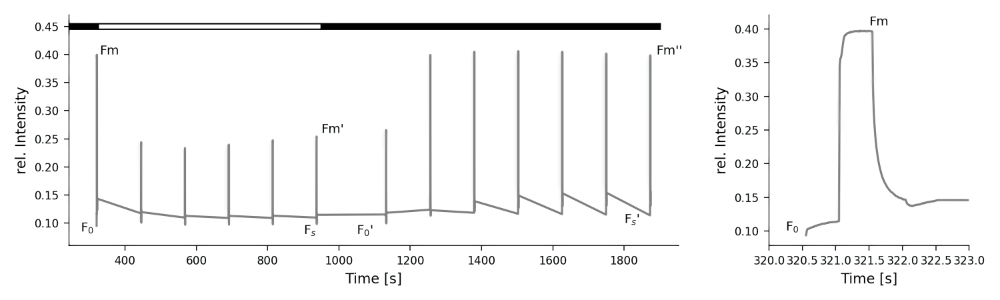 0.45
0.40
0.35
0.30
0.25
0.20
0.15
0.10
rel. Intensity
Fm
F₀
Fm'
Fₛ
F₀'
Fm''
Fₛ'
400
600
800
1000
1200
1400
1600
1800
Time [s]
0.40
0.35
0.30
0.25
0.20
0.15
0.10
rel. Intensity
Fm
F₀
320.0
320.5
321.0
321.5
322.0
322.5
323.0
Time [s]